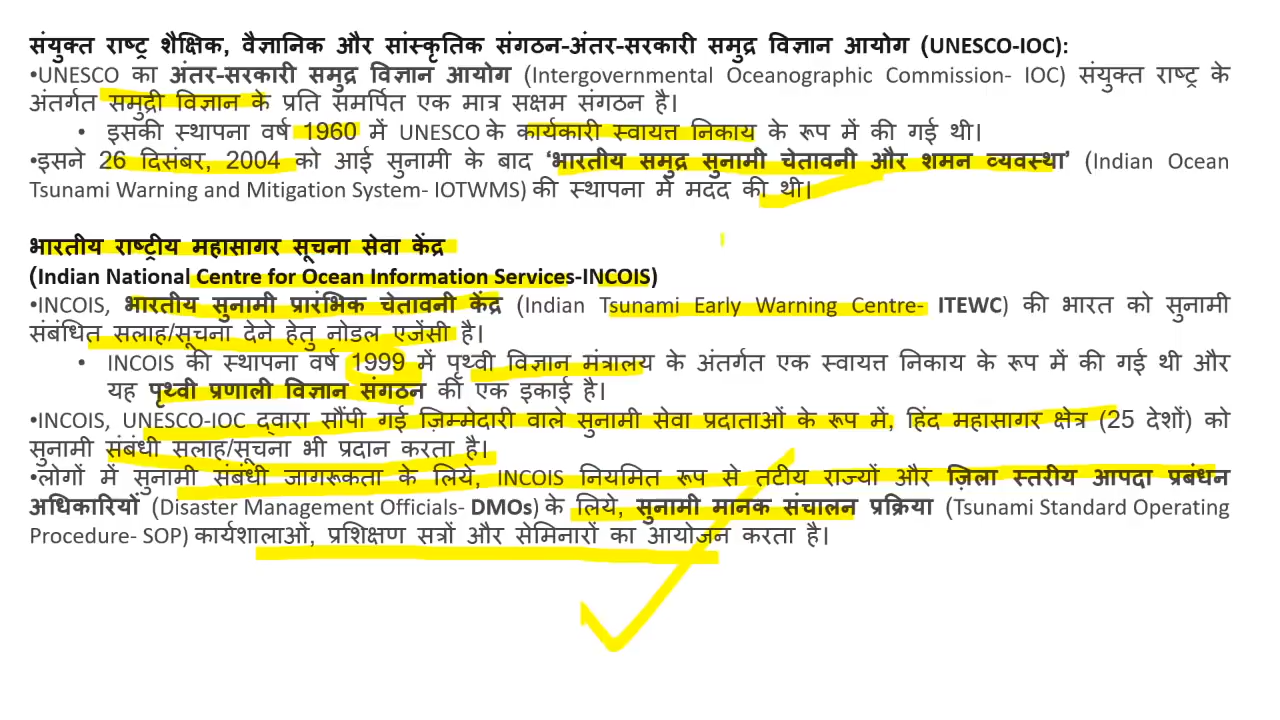 संयुक्त राष्ट्र शैक्षिक, वैज्ञानिक और सांस्कृतिक संगठन-अंतर-सरकारी समुद्र विज्ञान आयोग (UNESCO-IOC):
•UNESCO का अंतर-सरकारी समुद्र विज्ञान आयोग (Intergovernmental Oceanographic Commission- IOC) संयुक्त राष्ट्र के
अंतर्गत समुद्री विज्ञान के प्रति समर्पित एक मात्र सक्षम संगठन है।
• इसकी स्थापना वर्ष 1960 में UNESCO के कार्यकारी स्वायत्त निकाय के रूप में की गई थी।
•इसने 26 दिसंबर, 2004 को आई सुनामी के बाद ‘भारतीय समुद्र सुनामी चेतावनी और शमन व्यवस्था’ (Indian Ocean
Tsunami Warning and Mitigation System- IOTWMS) की स्थापना में मदद की थी।
भारतीय राष्ट्रीय महासागर सूचना सेवा केंद्र
(Indian National Centre for Ocean Information Services-INCOIS)
•INCOIS, भारतीय सुनामी प्रारंभिक चेतावनी केंद्र (Indian Tsunami Early Warning Centre- ITEWC) की भारत को सुनामी
संबंधित सलाह/सूचना देने हेतु नोडल एजेंसी है।
• INCOIS की स्थापना वर्ष 1999 में पृथ्वी विज्ञान मंत्रालय के अंतर्गत एक स्वायत्त निकाय के रूप में की गई थी और
यह पृथ्वी प्रणाली विज्ञान संगठन की एक इकाई है।
•INCOIS, UNESCO-IOC द्वारा सौंपी गई ज़िम्मेदारी वाले सुनामी सेवा प्रदाताओं के रूप में, हिंद महासागर क्षेत्र (25 देशों) को
सुनामी संबंधी सलाह/सूचना भी प्रदान करता है।
•लोगों में सुनामी संबंधी जागरूकता के लिये, INCOIS नियमित रूप से तटीय राज्यों और ज़िला स्तरीय आपदा प्रबंधन
अधिकारियों (Disaster Management Officials- DMOs) के लिये, सुनामी मानक संचालन प्रक्रिया (Tsunami Standard Operating
Procedure- SOP) कार्यशालाओं, प्रशिक्षण सत्रों और सेमिनारों का आयोजन करता है।